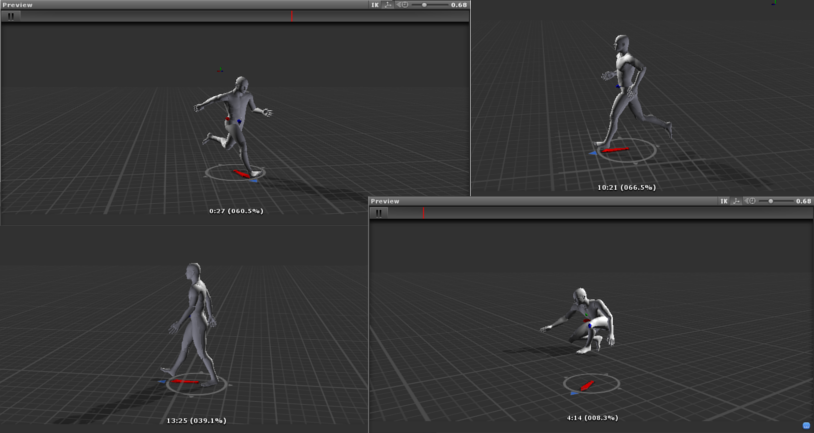 Preview
IK
0.68
0:27 (060.5%)
10:21 (066.5%)
Preview
IK
0.68
13:25 (039.1%)
4:14 (008.3%)